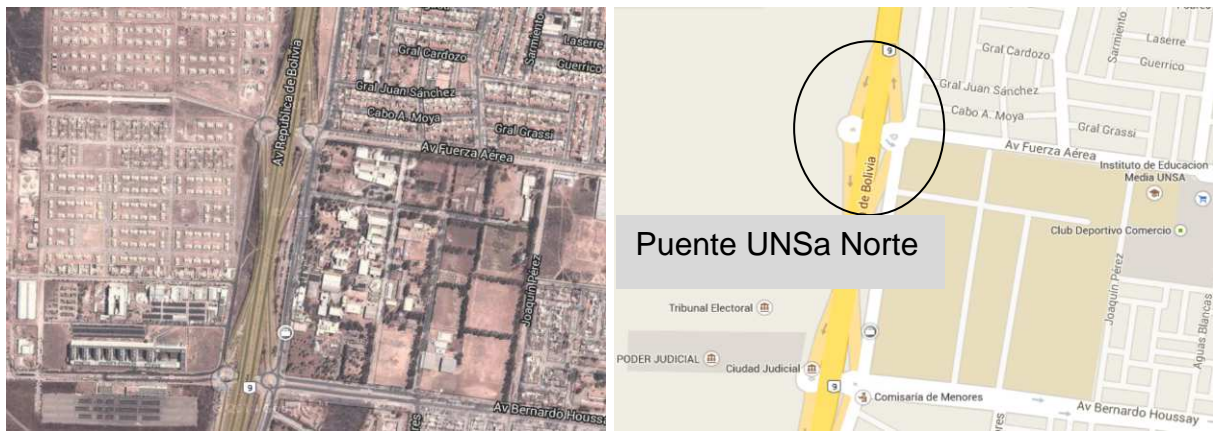 Gral Cardozo
Sarmiento
Laserre
Guerrico
Gral Juan Sánchez
Cabo A. Moya
Gral Grassi
Av República de Bolivia
Av Fuerza Aérea
Joaquín Pérez
9
Av Bernardo Houssay
9
Gral Cardozo
Sarmiento
Laserre
Guerrico
Gral Juan Sánchez
Cabo A. Moya
Gral Grassi
Av Fuerza Aérea
de Bolivia
Instituto de Educacion
Media UNSA
Puente UNSa Norte
Club Deportivo Comercio
Joaquín Pérez
Aguas Blancas
Tribunal Electoral
PODER JUDICIAL
Ciudad Judicial
9
Comisaría de Menores
Av Bernardo Houssay